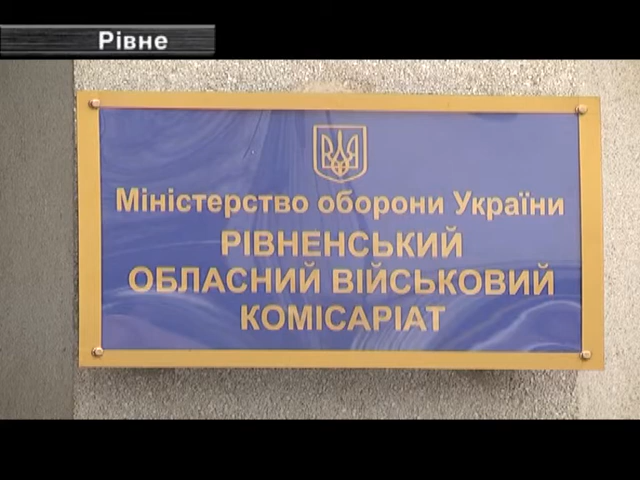 Рівне
Міністерство оборони України
РІВНЕНСЬКИЙ
ОБЛАСНИЙ ВІЙСЬКОВИЙ
КОМІСАРІАТ